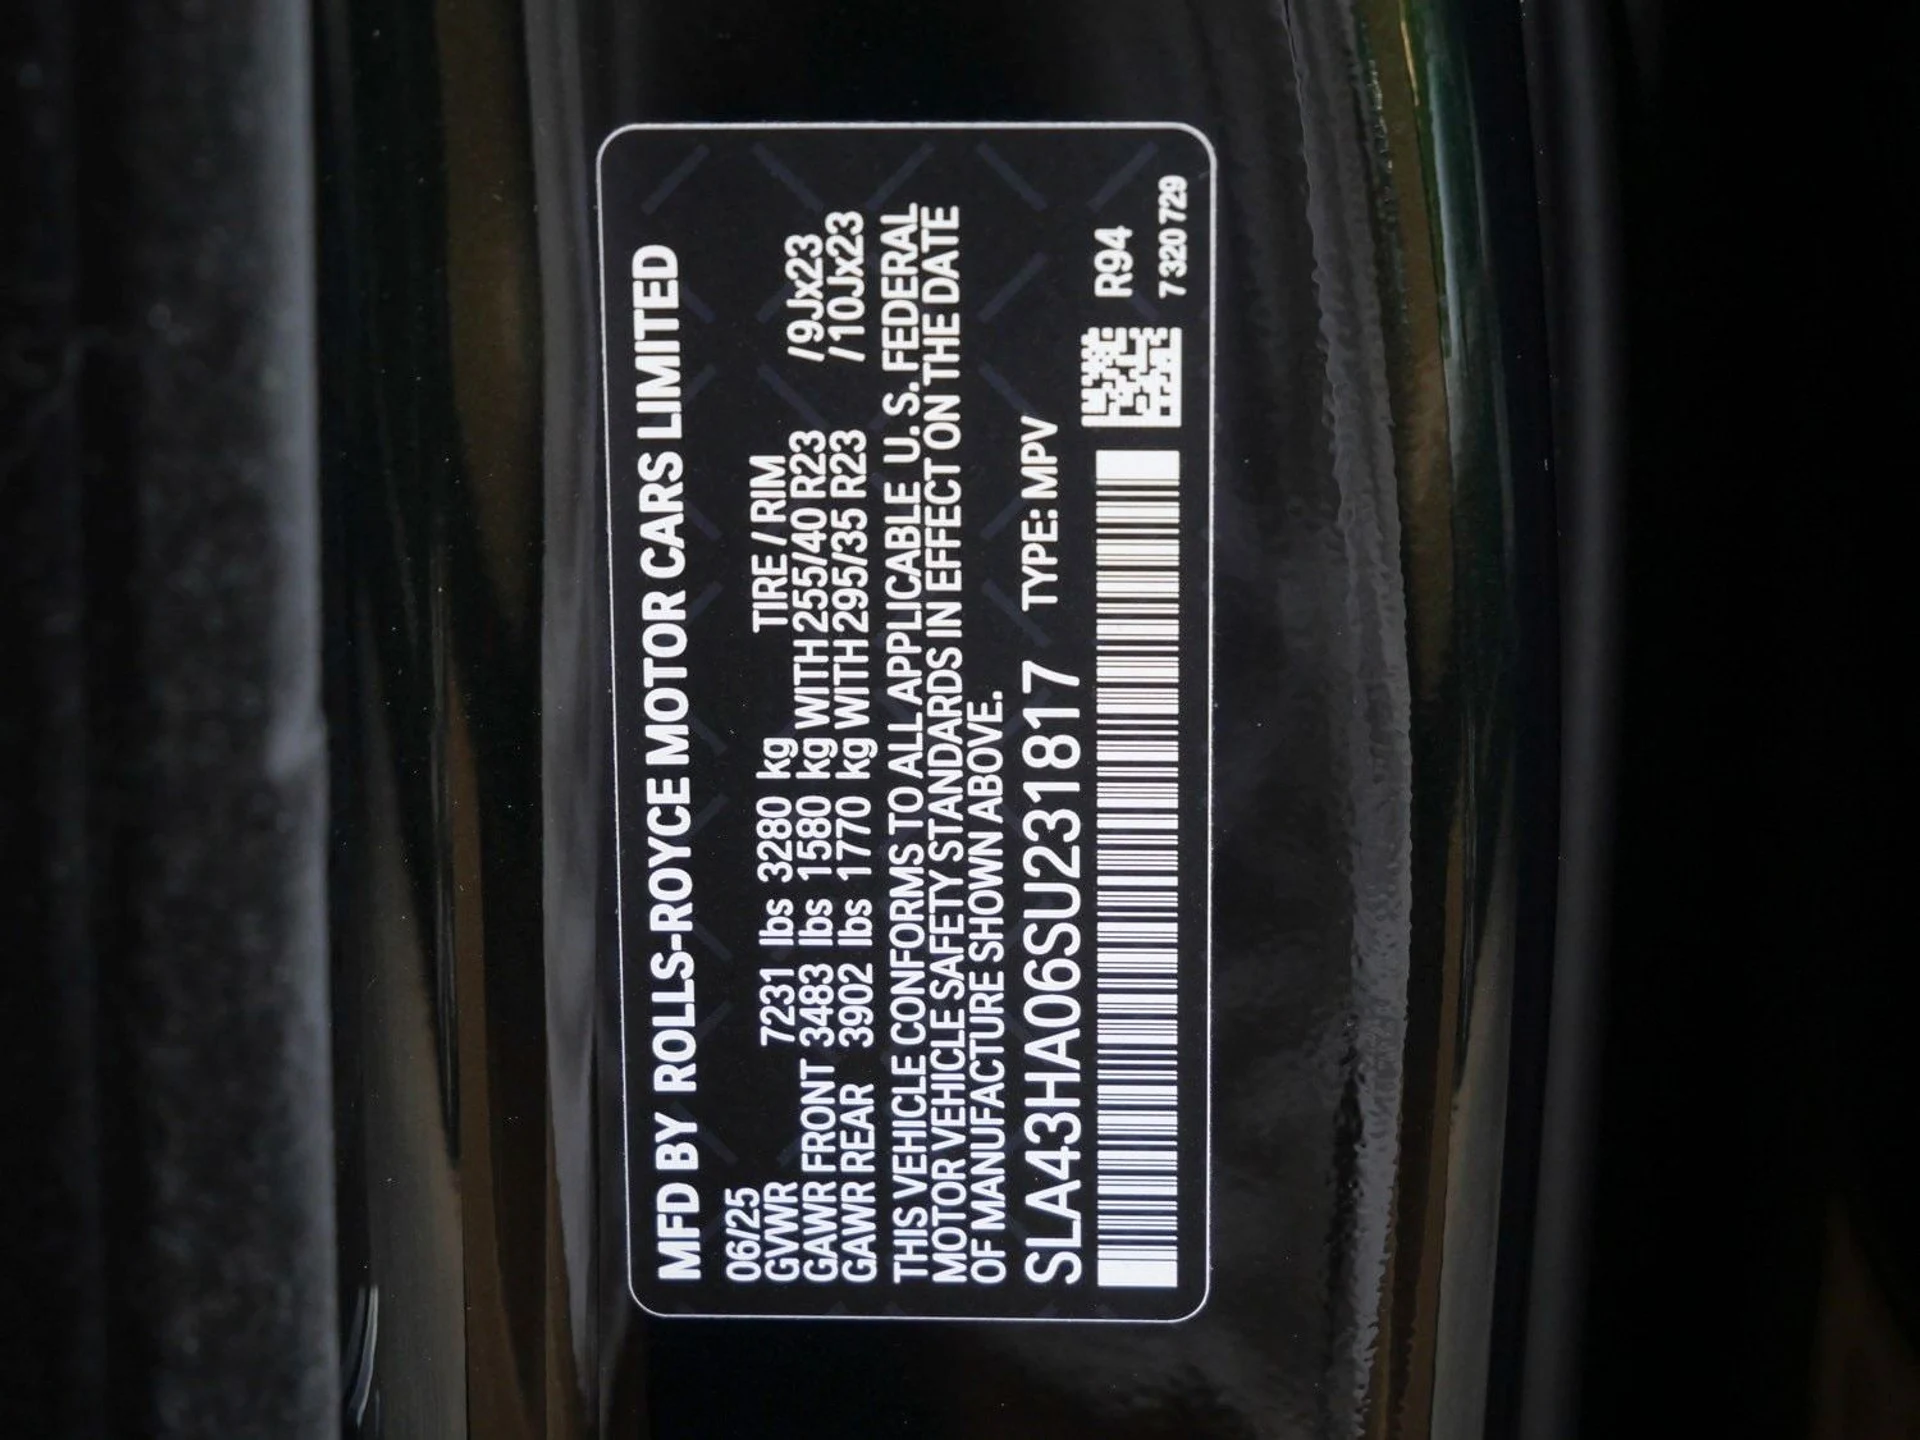 MFD BY ROLLS-ROYCE MOTOR CARS LIMITED
06/25
GVWR 7231 lbs 3280 kg TIRE / RIM
GAWR FRONT 3483 lbs 1580 kg WITH 255/40 R23 /9Jx23
GAWR REAR 3902 lbs 1770 kg WITH 295/35 R23 /10Jx23
THIS VEHICLE CONFORMS TO ALL APPLICABLE U. S. FEDERAL
MOTOR VEHICLE SAFETY STANDARDS IN EFFECT ON THE DATE
OF MANUFACTURE SHOWN ABOVE.
SLA43HA06SU231817 TYPE: MPV
R94
7 320 729